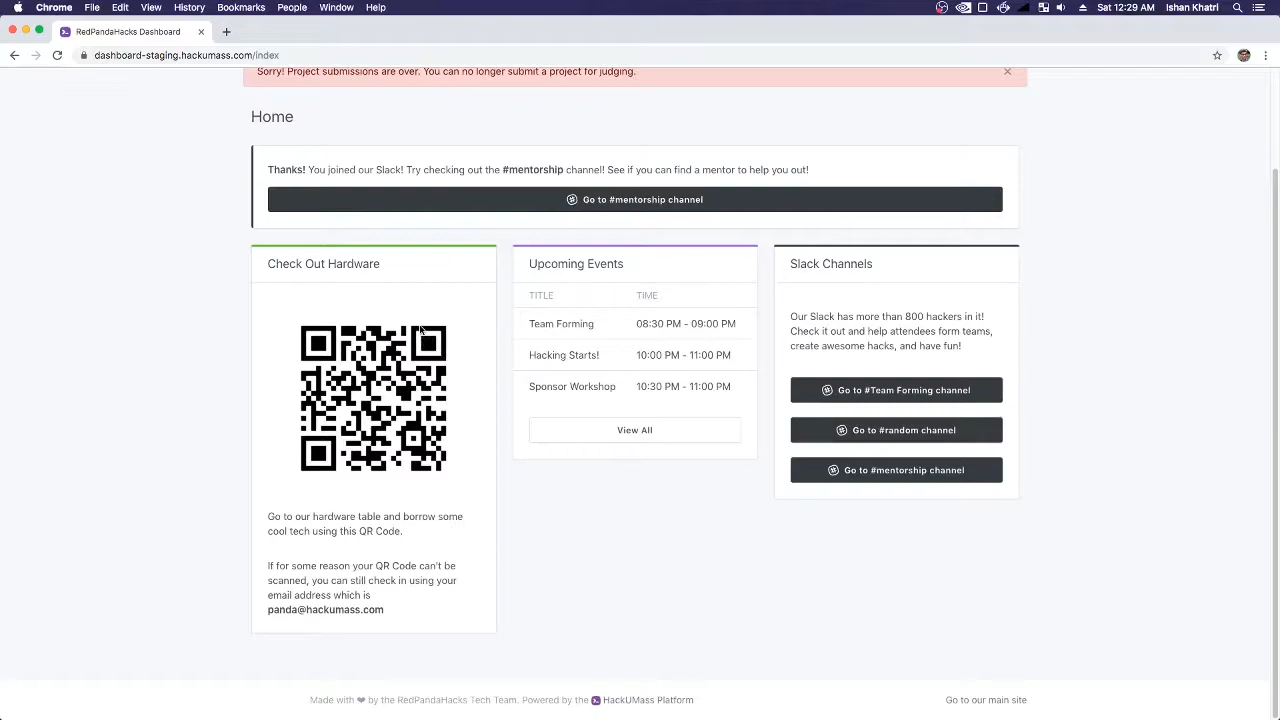 Chrome File Edit View History Bookmarks People Window Help Sat 12:29 AM Ishan Khatri
RedPandaHacks Dashboard
dashboard-staging.hackumass.com/index
Sorry! Project submissions are over. You can no longer submit a project for judging.
Home
Thanks! You joined our Slack! Try checking out the #mentorship channel! See if you can find a mentor to help you out!
Go to #mentorship channel
Check Out Hardware
Go to our hardware table and borrow some
cool tech using this QR Code.
If for some reason your QR Code can't be
scanned, you can still check in using your
email address which is
panda@hackumass.com
Upcoming Events
TITLE TIME
Team Forming 08:30 PM - 09:00 PM
Hacking Starts! 10:00 PM - 11:00 PM
Sponsor Workshop 10:30 PM - 11:00 PM
View All
Slack Channels
Our Slack has more than 800 hackers in it!
Check it out and help attendees form teams,
create awesome hacks, and have fun!
Go to #Team Forming channel
Go to #random channel
Go to #mentorship channel
Made with ❤ by the RedPandaHacks Tech Team. Powered by the HackUMass Platform
Go to our main site